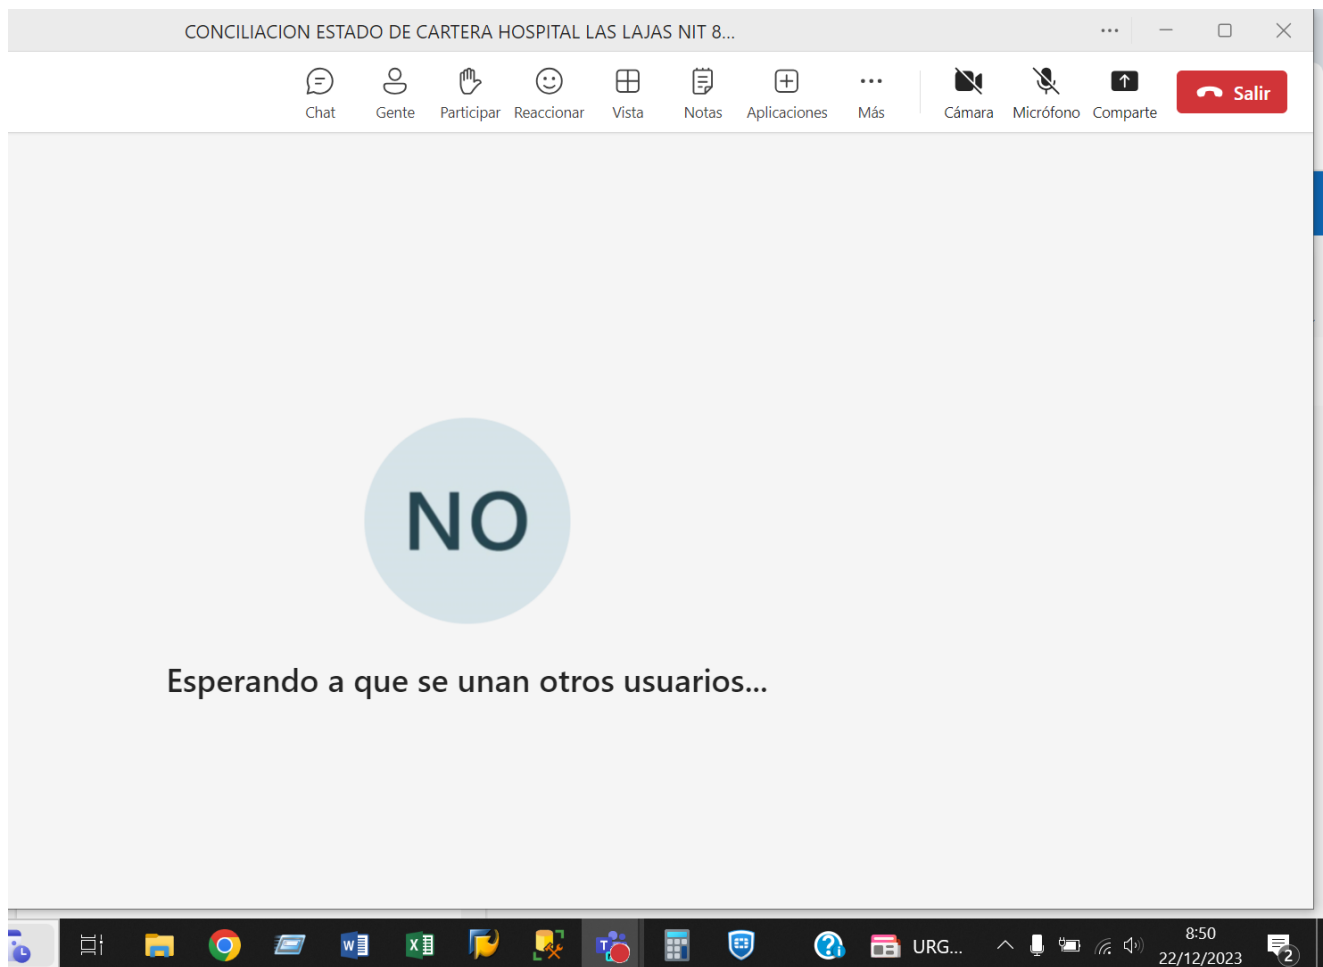 CONCILIACION ESTADO DE CARTERA HOSPITAL LAS LAJAS NIT 8...
Chat Gente Participar Reaccionar Vista Notas Aplicaciones Más Cámara Micrófono Comparte Salir
NO
Esperando a que se unan otros usuarios...
URG...
8:50
22/12/2023
2